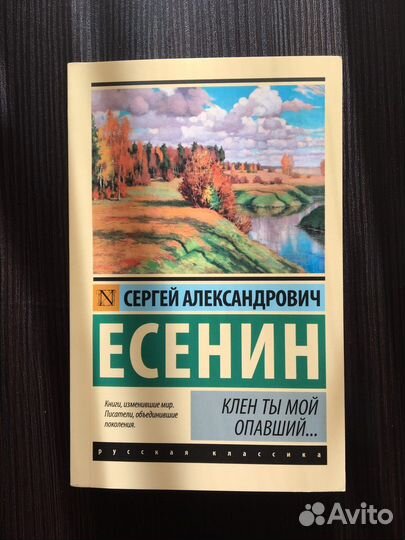 СЕРГЕЙ АЛЕКСАНДРОВИЧ
ЕСЕНИН
Книги, изменившие мир.
Писатели, объединившие
поколения.
КЛЕН ТЫ МОЙ
ОПАВШИЙ...
русская классика
Avito